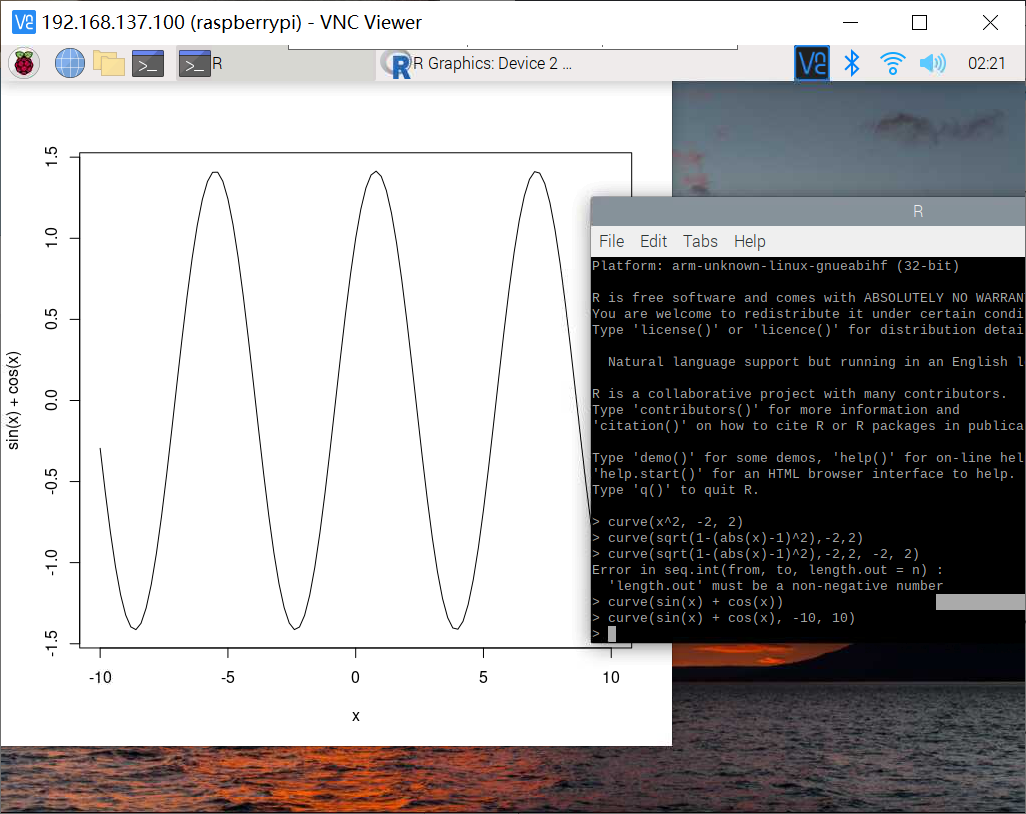 192.168.137.100 (raspberrypi) - VNC Viewer
R
R Graphics: Device 2 ...
02:21
1.5
1.0
0.5
0.0
-0.5
-1.0
-1.5
sin(x) + cos(x)
-10 -5 0 5 10
x
R
File Edit Tabs Help
Platform: arm-unknown-linux-gnueabihf (32-bit)
R is free software and comes with ABSOLUTELY NO WARRAN
You are welcome to redistribute it under certain condi
Type 'license()' or 'licence()' for distribution detai
Natural language support but running in an English l
R is a collaborative project with many contributors.
Type 'contributors()' for more information and
'citation()' on how to cite R or R packages in publica
Type 'demo()' for some demos, 'help()' for on-line hel
'help.start()' for an HTML browser interface to help.
Type 'q()' to quit R.
> curve(x^2, -2, 2)
> curve(sqrt(1-(abs(x)-1)^2),-2,2)
> curve(sqrt(1-(abs(x)-1)^2),-2,2, -2, 2)
Error in seq.int(from, to, length.out = n) :
'length.out' must be a non-negative number
> curve(sin(x) + cos(x))
> curve(sin(x) + cos(x), -10, 10)
>